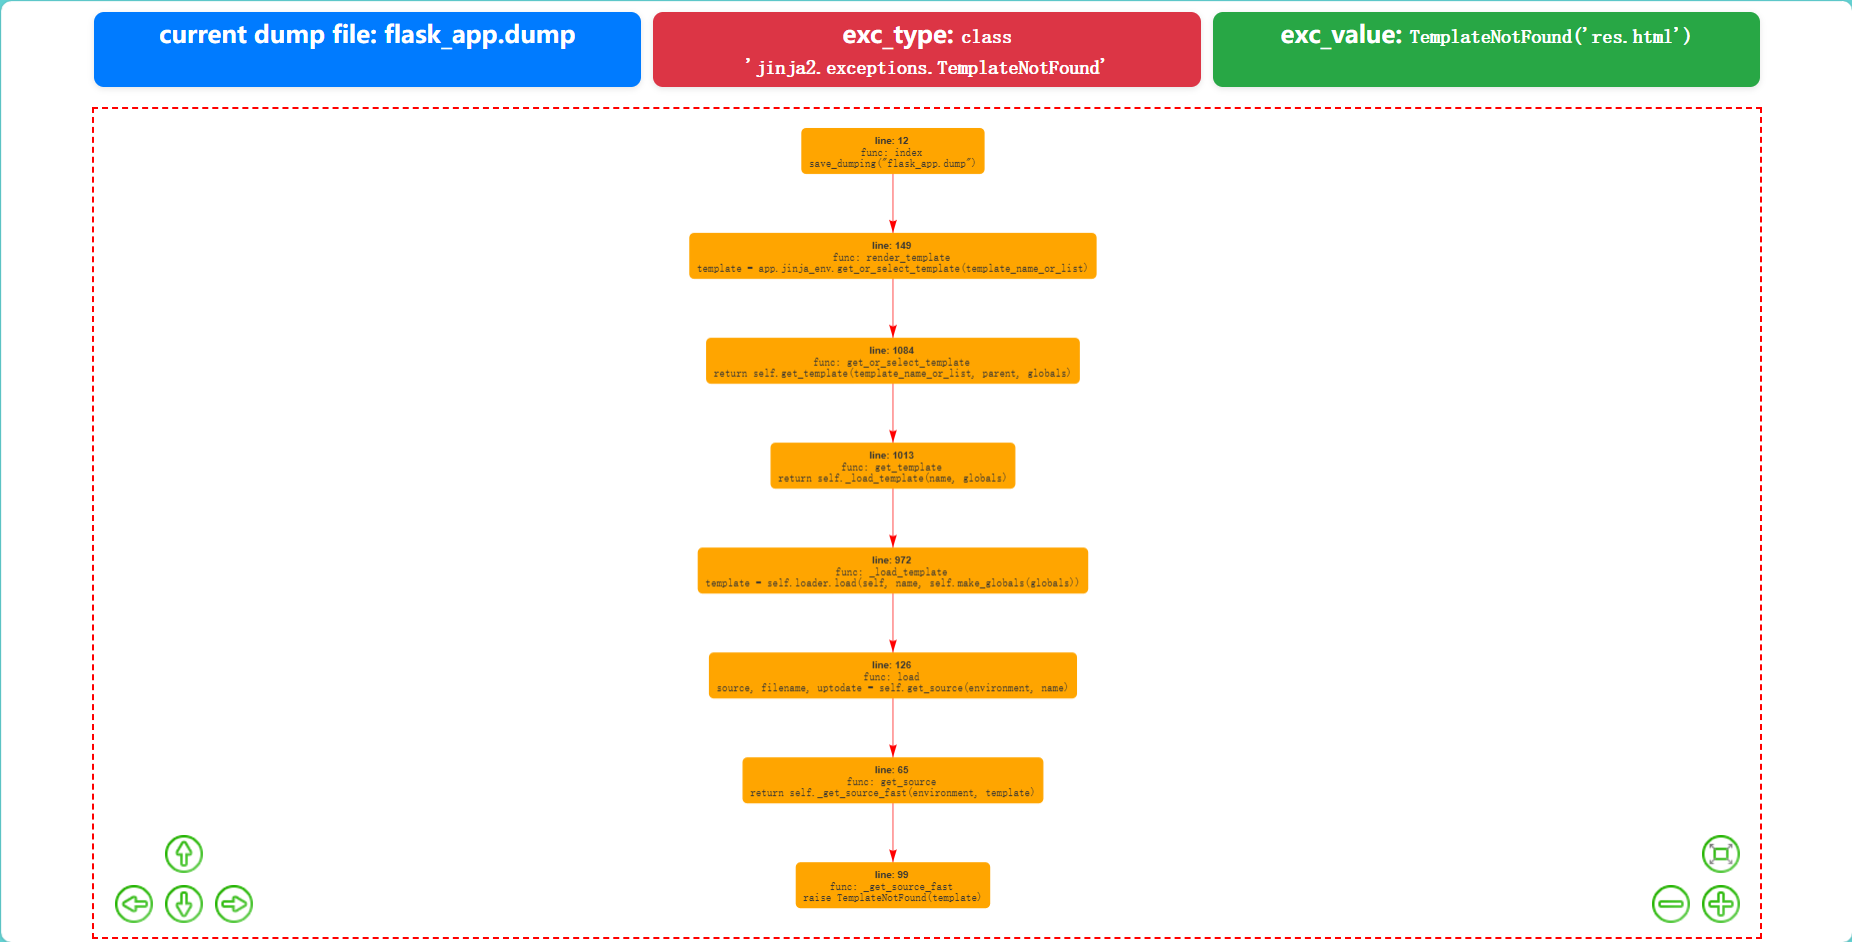 current dump file: flask_app.dump
exc_type: class
'jinja2.exceptions.TemplateNotFound'
exc_value: TemplateNotFound('res.html')
line: 12
func: index
save_dumping("flask_app.dump")
line: 149
func: render_template
template = app.jinja_env.get_or_select_template(template_name_or_list)
line: 1084
func: get_or_select_template
return self.get_template(template_name_or_list, parent, globals)
line: 1013
func: get_template
return self._load_template(name, globals)
line: 972
func: _load_template
template = self.loader.load(self, name, self.make_globals(globals))
line: 126
func: load
source, filename, uptodate = self.get_source(environment, name)
line: 65
func: get_source
return self._get_source_fast(environment, template)
line: 99
func: _get_source_fast
raise TemplateNotFound(template)